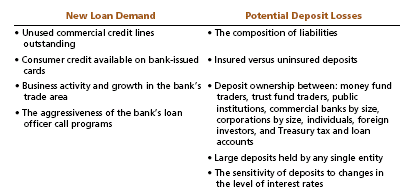 New Loan Demand
Potential Deposit Losses
• Unused commercial credit lines
outstanding
• The composition of liabilities
• Consumer credit available on bank-issued
cards
• Insured versus uninsured deposits
• Business activity and growth in the bank's
trade area
• Deposit ownership between: money fund
traders, trust fund traders, public
institutions, commercial banks by size,
corporations by size, individuals, foreign
investors, and Treasury tax and loan
accounts
• The aggressiveness of the bank's loan
officer call programs
• Large deposits held by any single entity
• The sensitivity of deposits to changes in
the level of interest rates